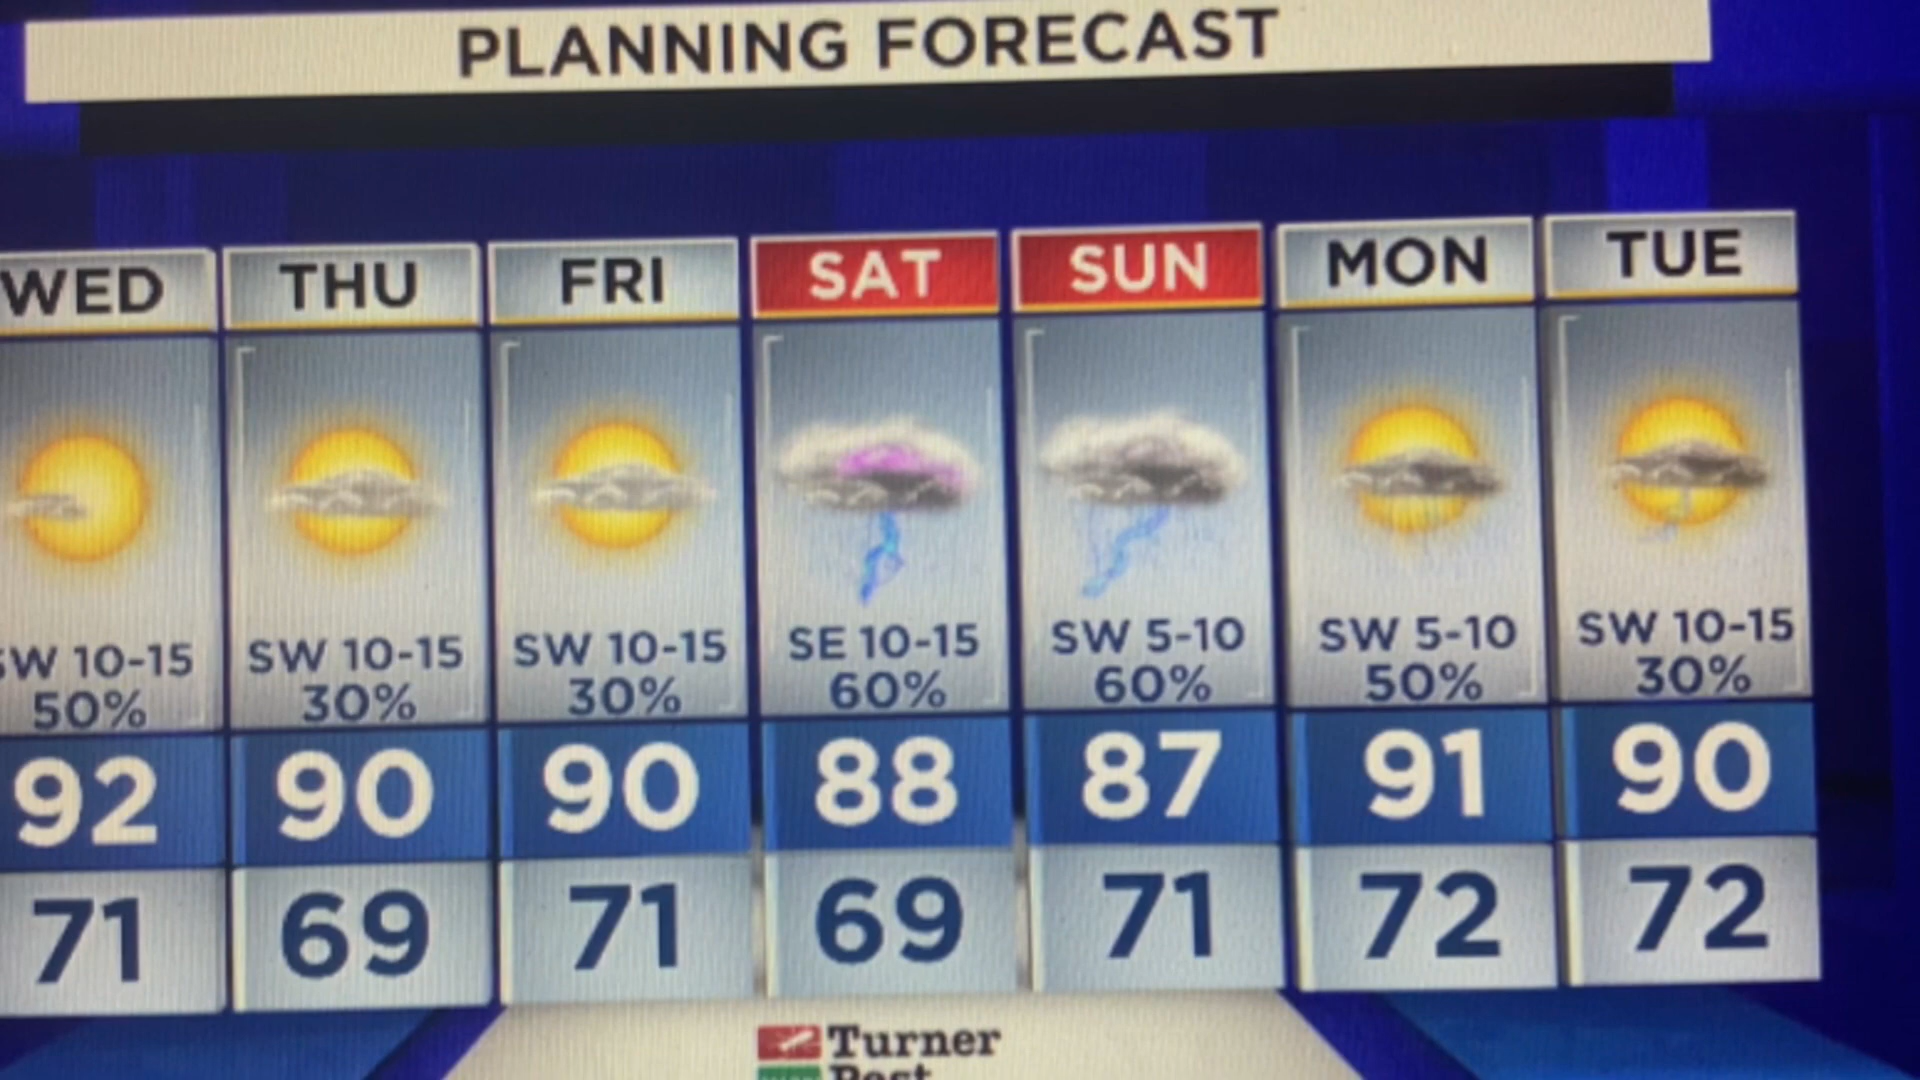 PLANNING FORECAST
WED THU FRI SAT SUN MON TUE
SW 10-15 SW 10-15 SW 10-15 SE 10-15 SW 5-10 SW 5-10 SW 10-15
50% 30% 30% 60% 60% 50% 30%
92 90 90 88 87 91 90
71 69 71 69 71 72 72
Turner
Pest